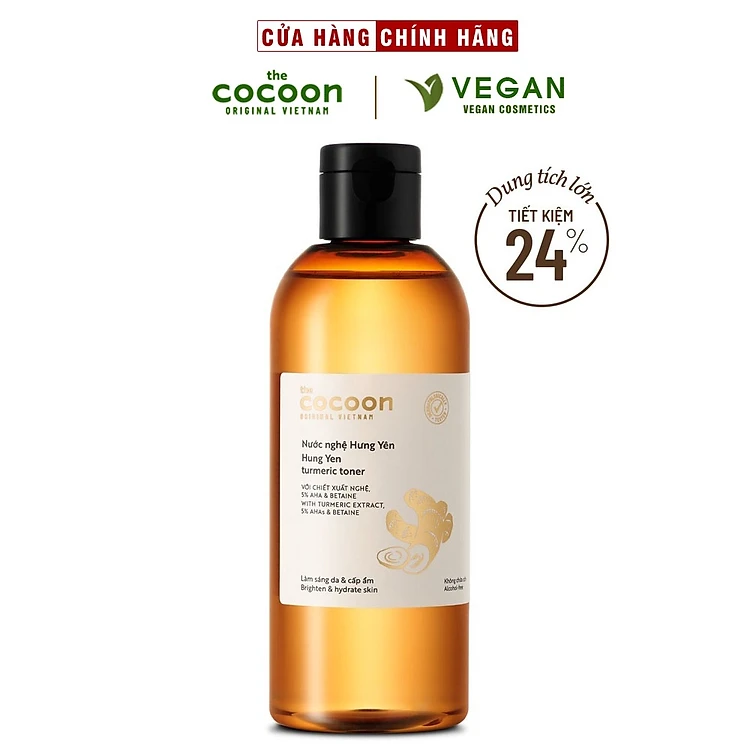 CỬA HÀNG CHÍNH HÃNG
the
cocoon
ORIGINAL VIETNAM
VEGAN
VEGAN COSMETICS
Dung tích lớn
TIẾT KIỆM
24%
the
cocoon
ORIGINAL VIETNAM
Nước nghệ Hưng Yên
Hung Yen
turmeric toner
VỚI CHIẾT XUẤT NGHỆ,
5% AHA & BETAINE
WITH TURMERIC EXTRACT,
5% AHAs & BETAINE
Làm sáng da & cấp ẩm
Brighten & hydrate skin
Không chứa
Alcohol-free